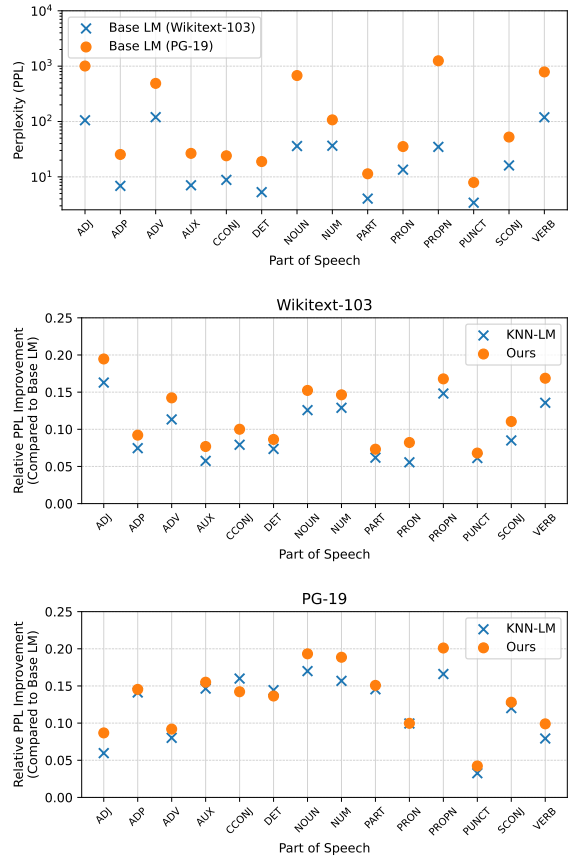 Base LM (Wikitext-103)
Base LM (PG-19)
Perplexity (PPL)
10⁴
10³
10²
10¹
ADJ ADP ADV AUX CCONJ DET NOUN NUM PART PRON PROPN PUNCT SCONJ VERB
Part of Speech
Wikitext-103
KNN-LM
Ours
Relative PPL Improvement
(Compared to Base LM)
0.25
0.20
0.15
0.10
0.05
0.00
ADJ ADP ADV AUX CCONJ DET NOUN NUM PART PRON PROPN PUNCT SCONJ VERB
Part of Speech
PG-19
KNN-LM
Ours
Relative PPL Improvement
(Compared to Base LM)
0.25
0.20
0.15
0.10
0.05
0.00
ADJ ADP ADV AUX CCONJ DET NOUN NUM PART PRON PROPN PUNCT SCONJ VERB
Part of Speech